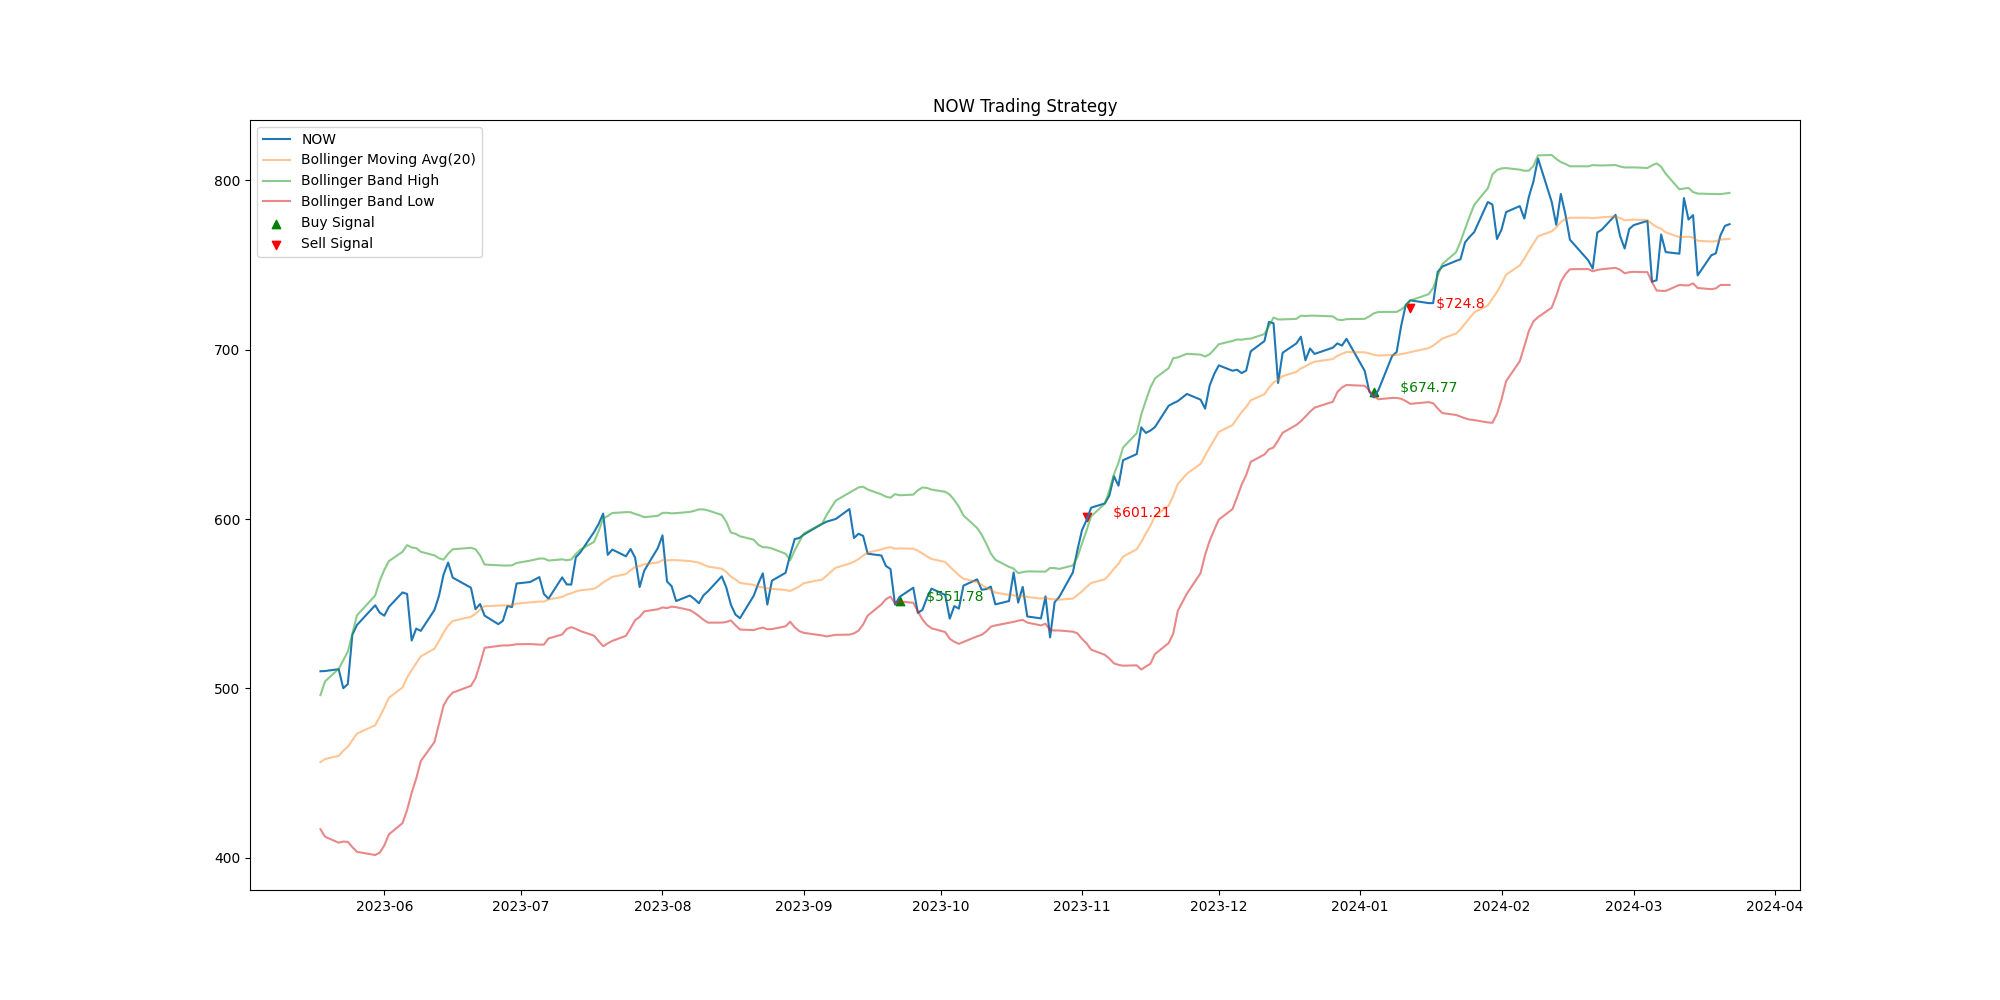 NOW Trading Strategy
NOW
Bollinger Moving Avg(20)
Bollinger Band High
Bollinger Band Low
Buy Signal
Sell Signal
800
700
600
500
400
$724.8
$674.77
$601.21
$551.78
2023-06 2023-07 2023-08 2023-09 2023-10 2023-11 2023-12 2024-01 2024-02 2024-03 2024-04